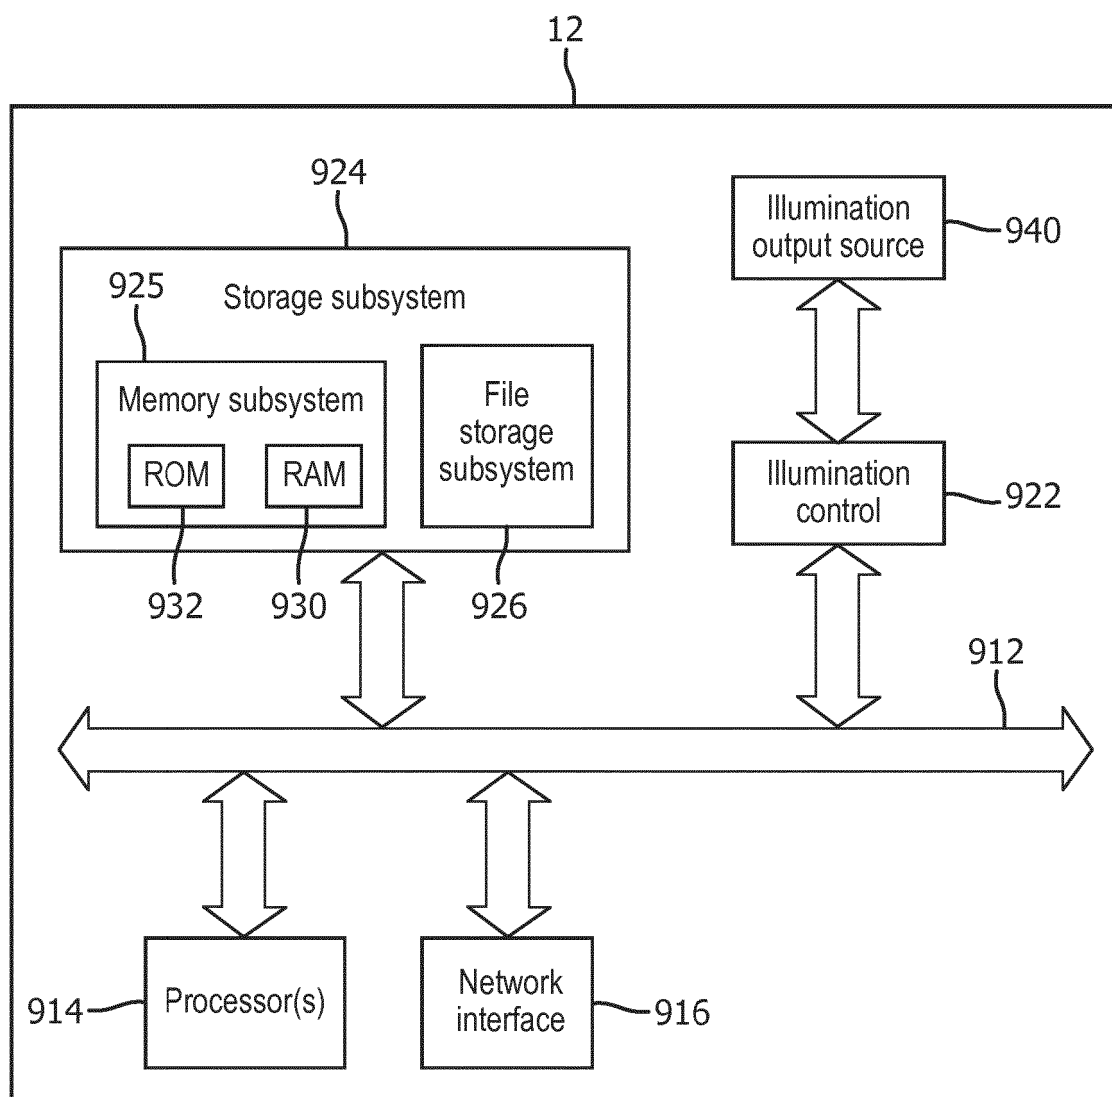 12
924
Illumination
output source
940
925
Storage subsystem
Memory subsystem
ROM
RAM
File
storage
subsystem
Illumination
control
922
932
930
926
912
914
Processor(s)
Network
interface
916